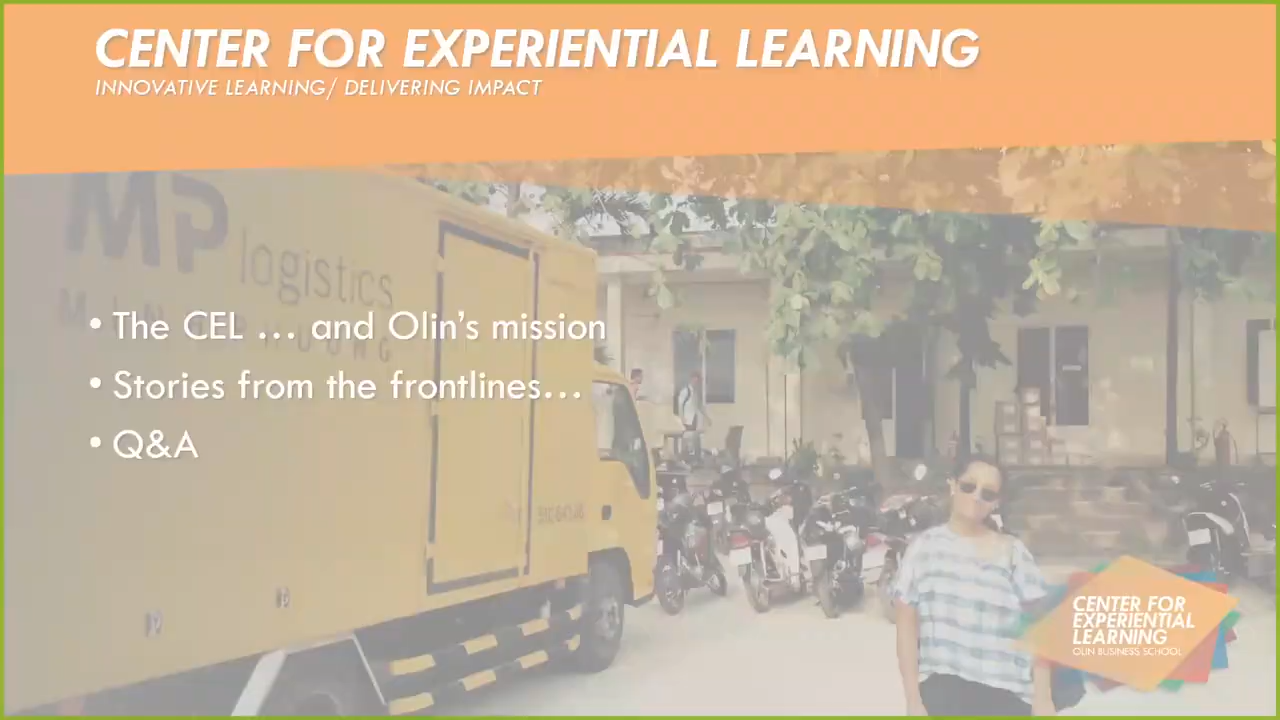 CENTER FOR EXPERIENTIAL LEARNING
INNOVATIVE LEARNING/ DELIVERING IMPACT
MP logistics
• The CEL … and Olin's mission
• Stories from the frontlines…
• Q&A
CENTER FOR
EXPERIENTIAL
LEARNING
OLIN BUSINESS SCHOOL